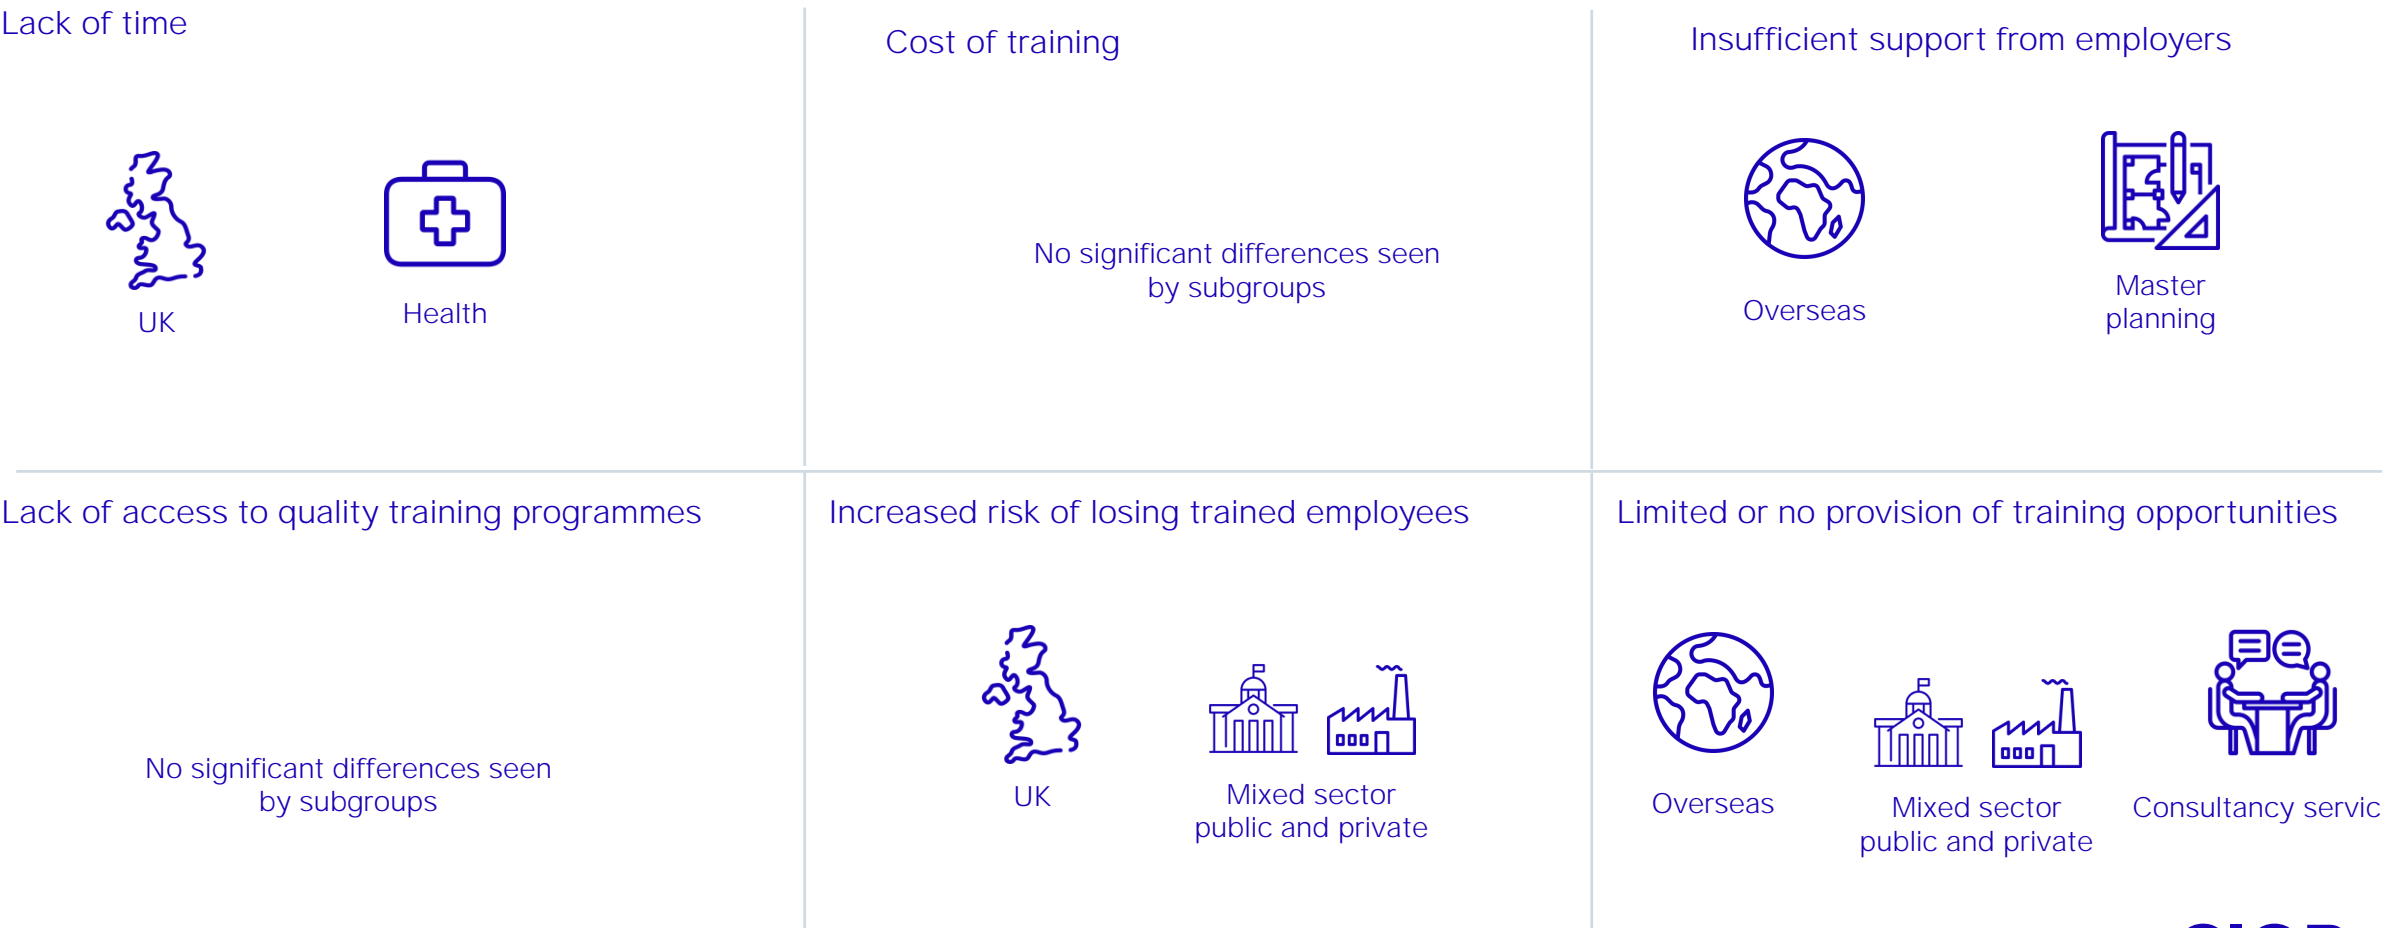 Lack of time
Cost of training
Insufficient support from employers
UK
Health
No significant differences seen
by subgroups
Overseas
Master
planning
Lack of access to quality training programmes
Increased risk of losing trained employees
Limited or no provision of training opportunities
No significant differences seen
by subgroups
UK
Mixed sector
public and private
Overseas
Mixed sector
public and private
Consultancy servic